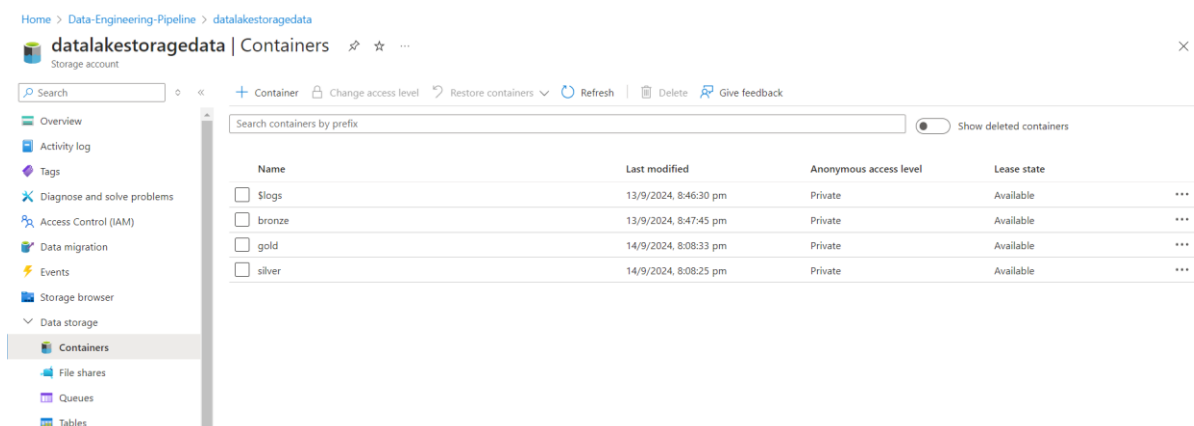 Home > Data-Engineering-Pipeline > datalakestoragedata
datalakestoragedata | Containers
Storage account
Search
+ Container Change access level Restore containers Refresh Delete Give feedback
Overview
Activity log
Tags
Diagnose and solve problems
Access Control (IAM)
Data migration
Events
Storage browser
Data storage
Containers
File shares
Queues
Tables
Search containers by prefix
Show deleted containers
Name Last modified Anonymous access level Lease state
$logs 13/9/2024, 8:46:30 pm Private Available
bronze 13/9/2024, 8:47:45 pm Private Available
gold 14/9/2024, 8:08:33 pm Private Available
silver 14/9/2024, 8:08:25 pm Private Available